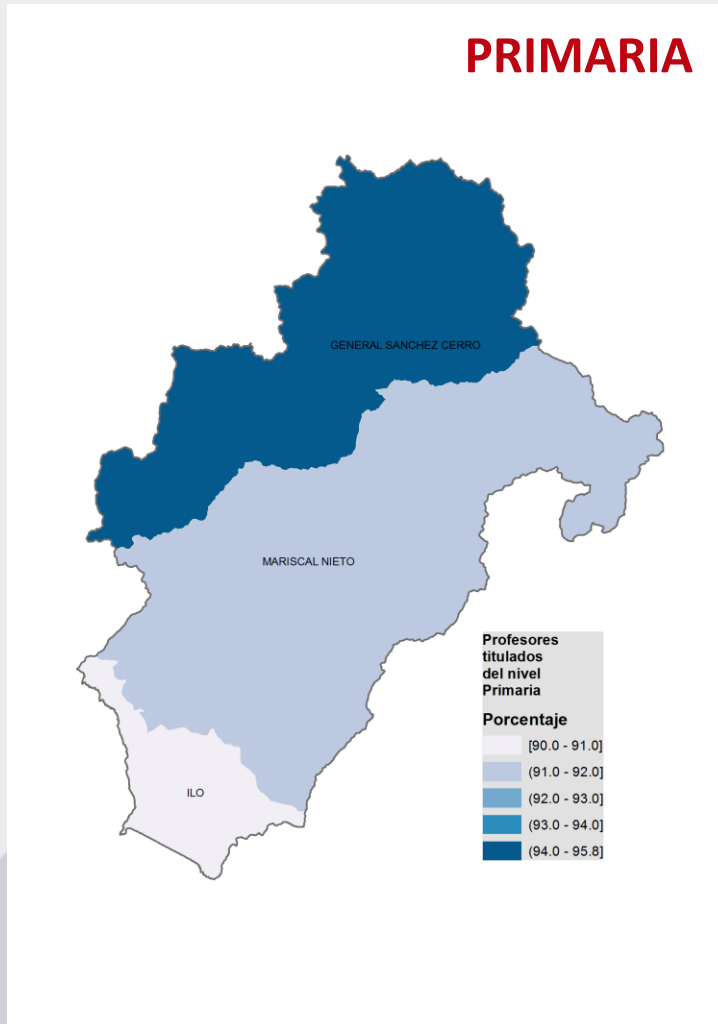 PRIMARIA
GENERAL SANCHEZ CERRO
MARISCAL NIETO
ILO
Profesores
titulados
del nivel
Primaria
Porcentaje
[90.0 - 91.0]
(91.0 - 92.0]
(92.0 - 93.0]
(93.0 - 94.0]
(94.0 - 95.8]